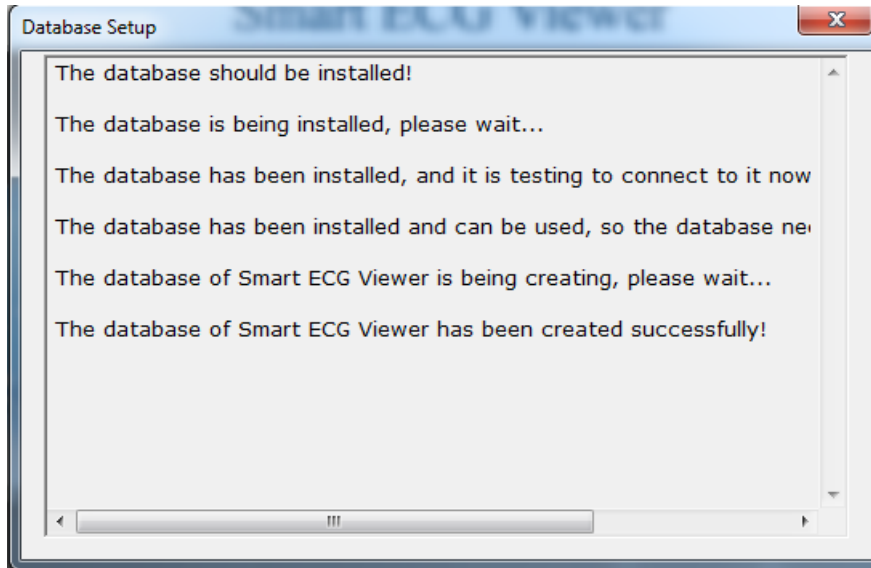 Smart ECG Viewer
Database Setup
The database should be installed!
The database is being installed, please wait...
The database has been installed, and it is testing to connect to it now
The database has been installed and can be used, so the database
The database of Smart ECG Viewer is being creating, please wait...
The database of Smart ECG Viewer has been created successfully!